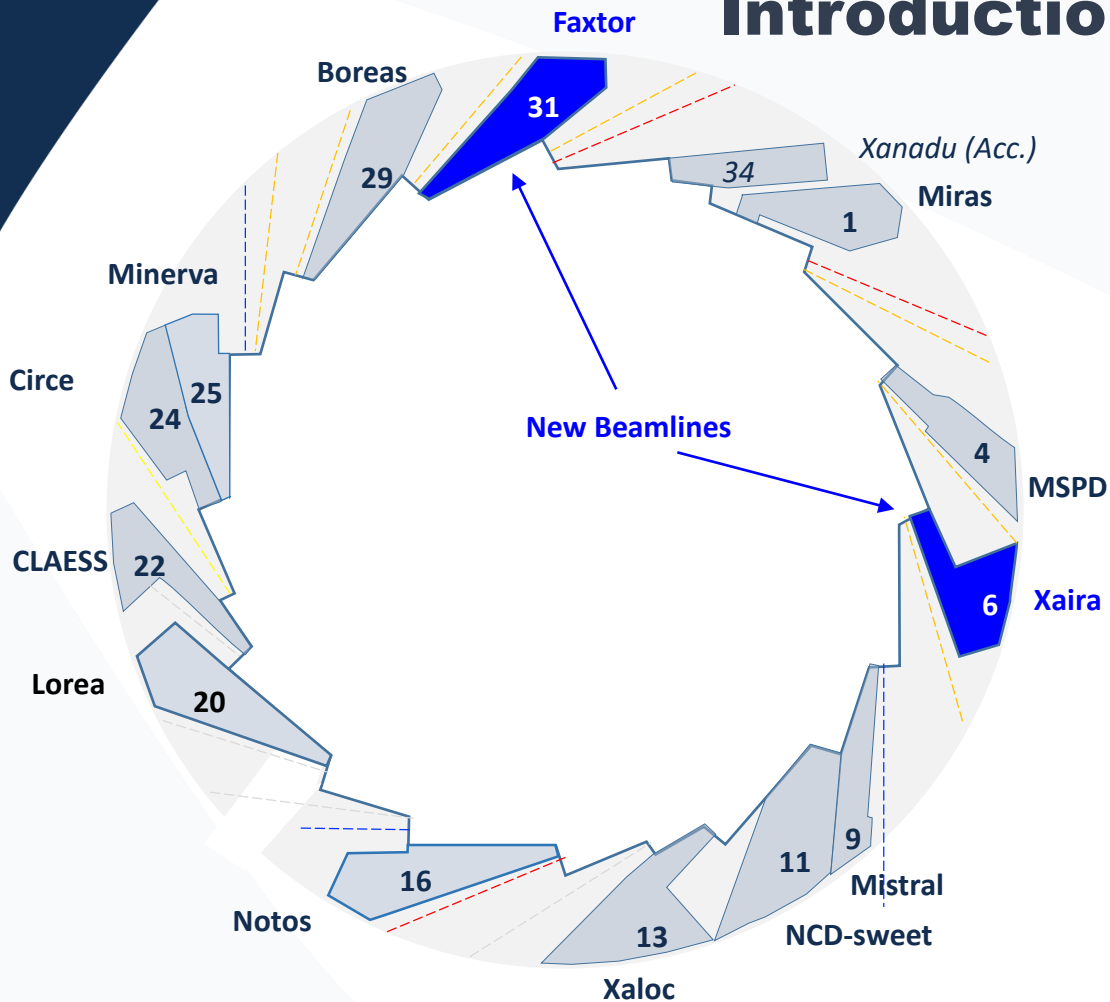 Introductio
Faxtor
Boreas
31
Xanadu (Acc.)
29
34
Miras
1
Minerva
Circe
25
24
New Beamlines
4
MSPD
CLAESS
22
6
Xaira
Lorea
20
9
11
16
Mistral
Notos
13
NCD-sweet
Xaloc